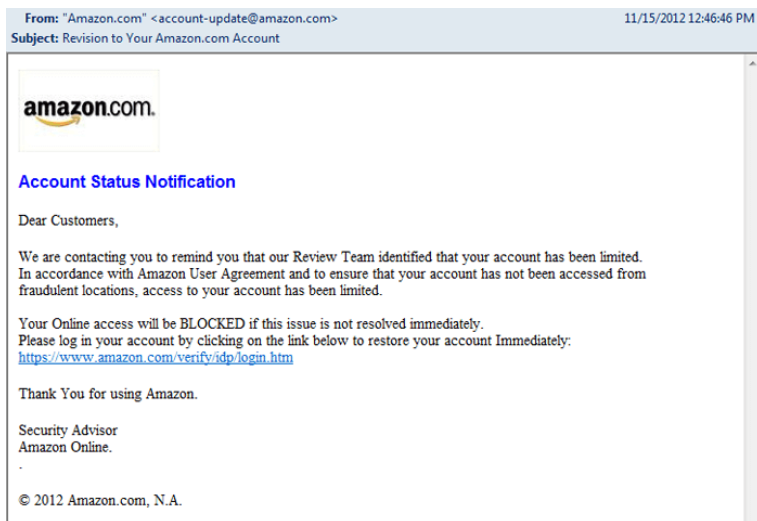 From: "Amazon.com" <account-update@amazon.com> 11/15/2012 12:46:46 PM
Subject: Revision to Your Amazon.com Account
amazon.com.
Account Status Notification
Dear Customers,
We are contacting you to remind you that our Review Team identified that your account has been limited.
In accordance with Amazon User Agreement and to ensure that your account has not been accessed from
fraudulent locations, access to your account has been limited.
Your Online access will be BLOCKED if this issue is not resolved immediately.
Please log in your account by clicking on the link below to restore your account Immediately:
https://www.amazon.com/verify/idp/login.htm
Thank You for using Amazon.
Security Advisor
Amazon Online.
.
© 2012 Amazon.com, N.A.